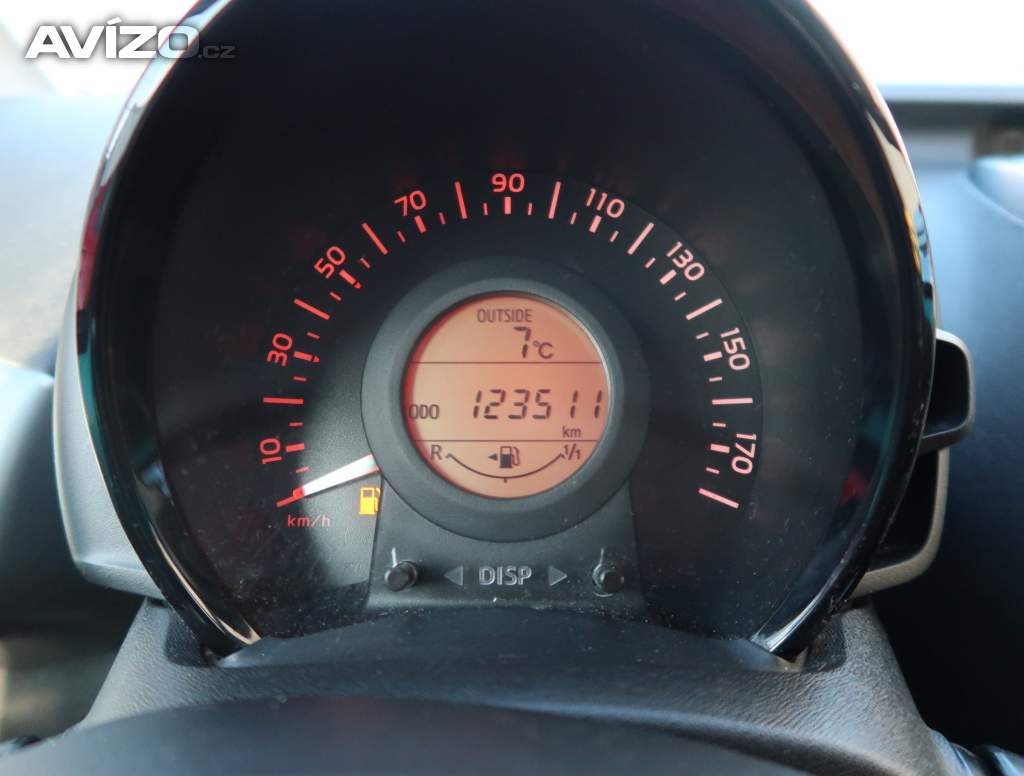 AVÍZO.cz
10
30
50
70
90
110
130
150
170
km/h
OUTSIDE
7°C
ODO 123511
km
R 1/1
DISP